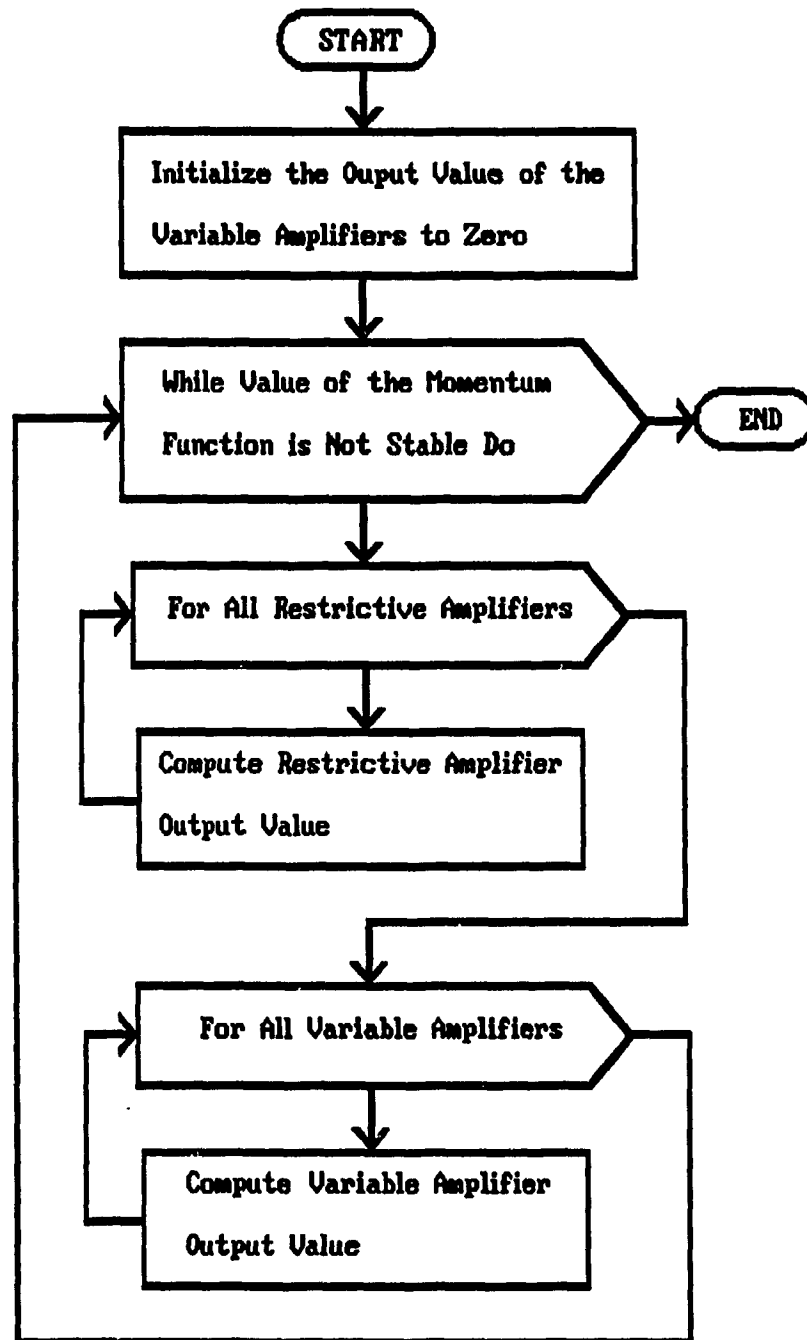 START
Initialize the Ouput Value of the
Variable Amplifiers to Zero
While Value of the Momentum
Function is Not Stable Do
END
For All Restrictive Amplifiers
Compute Restrictive Amplifier
Output Value
For All Variable Amplifiers
Compute Variable Amplifier
Output Value